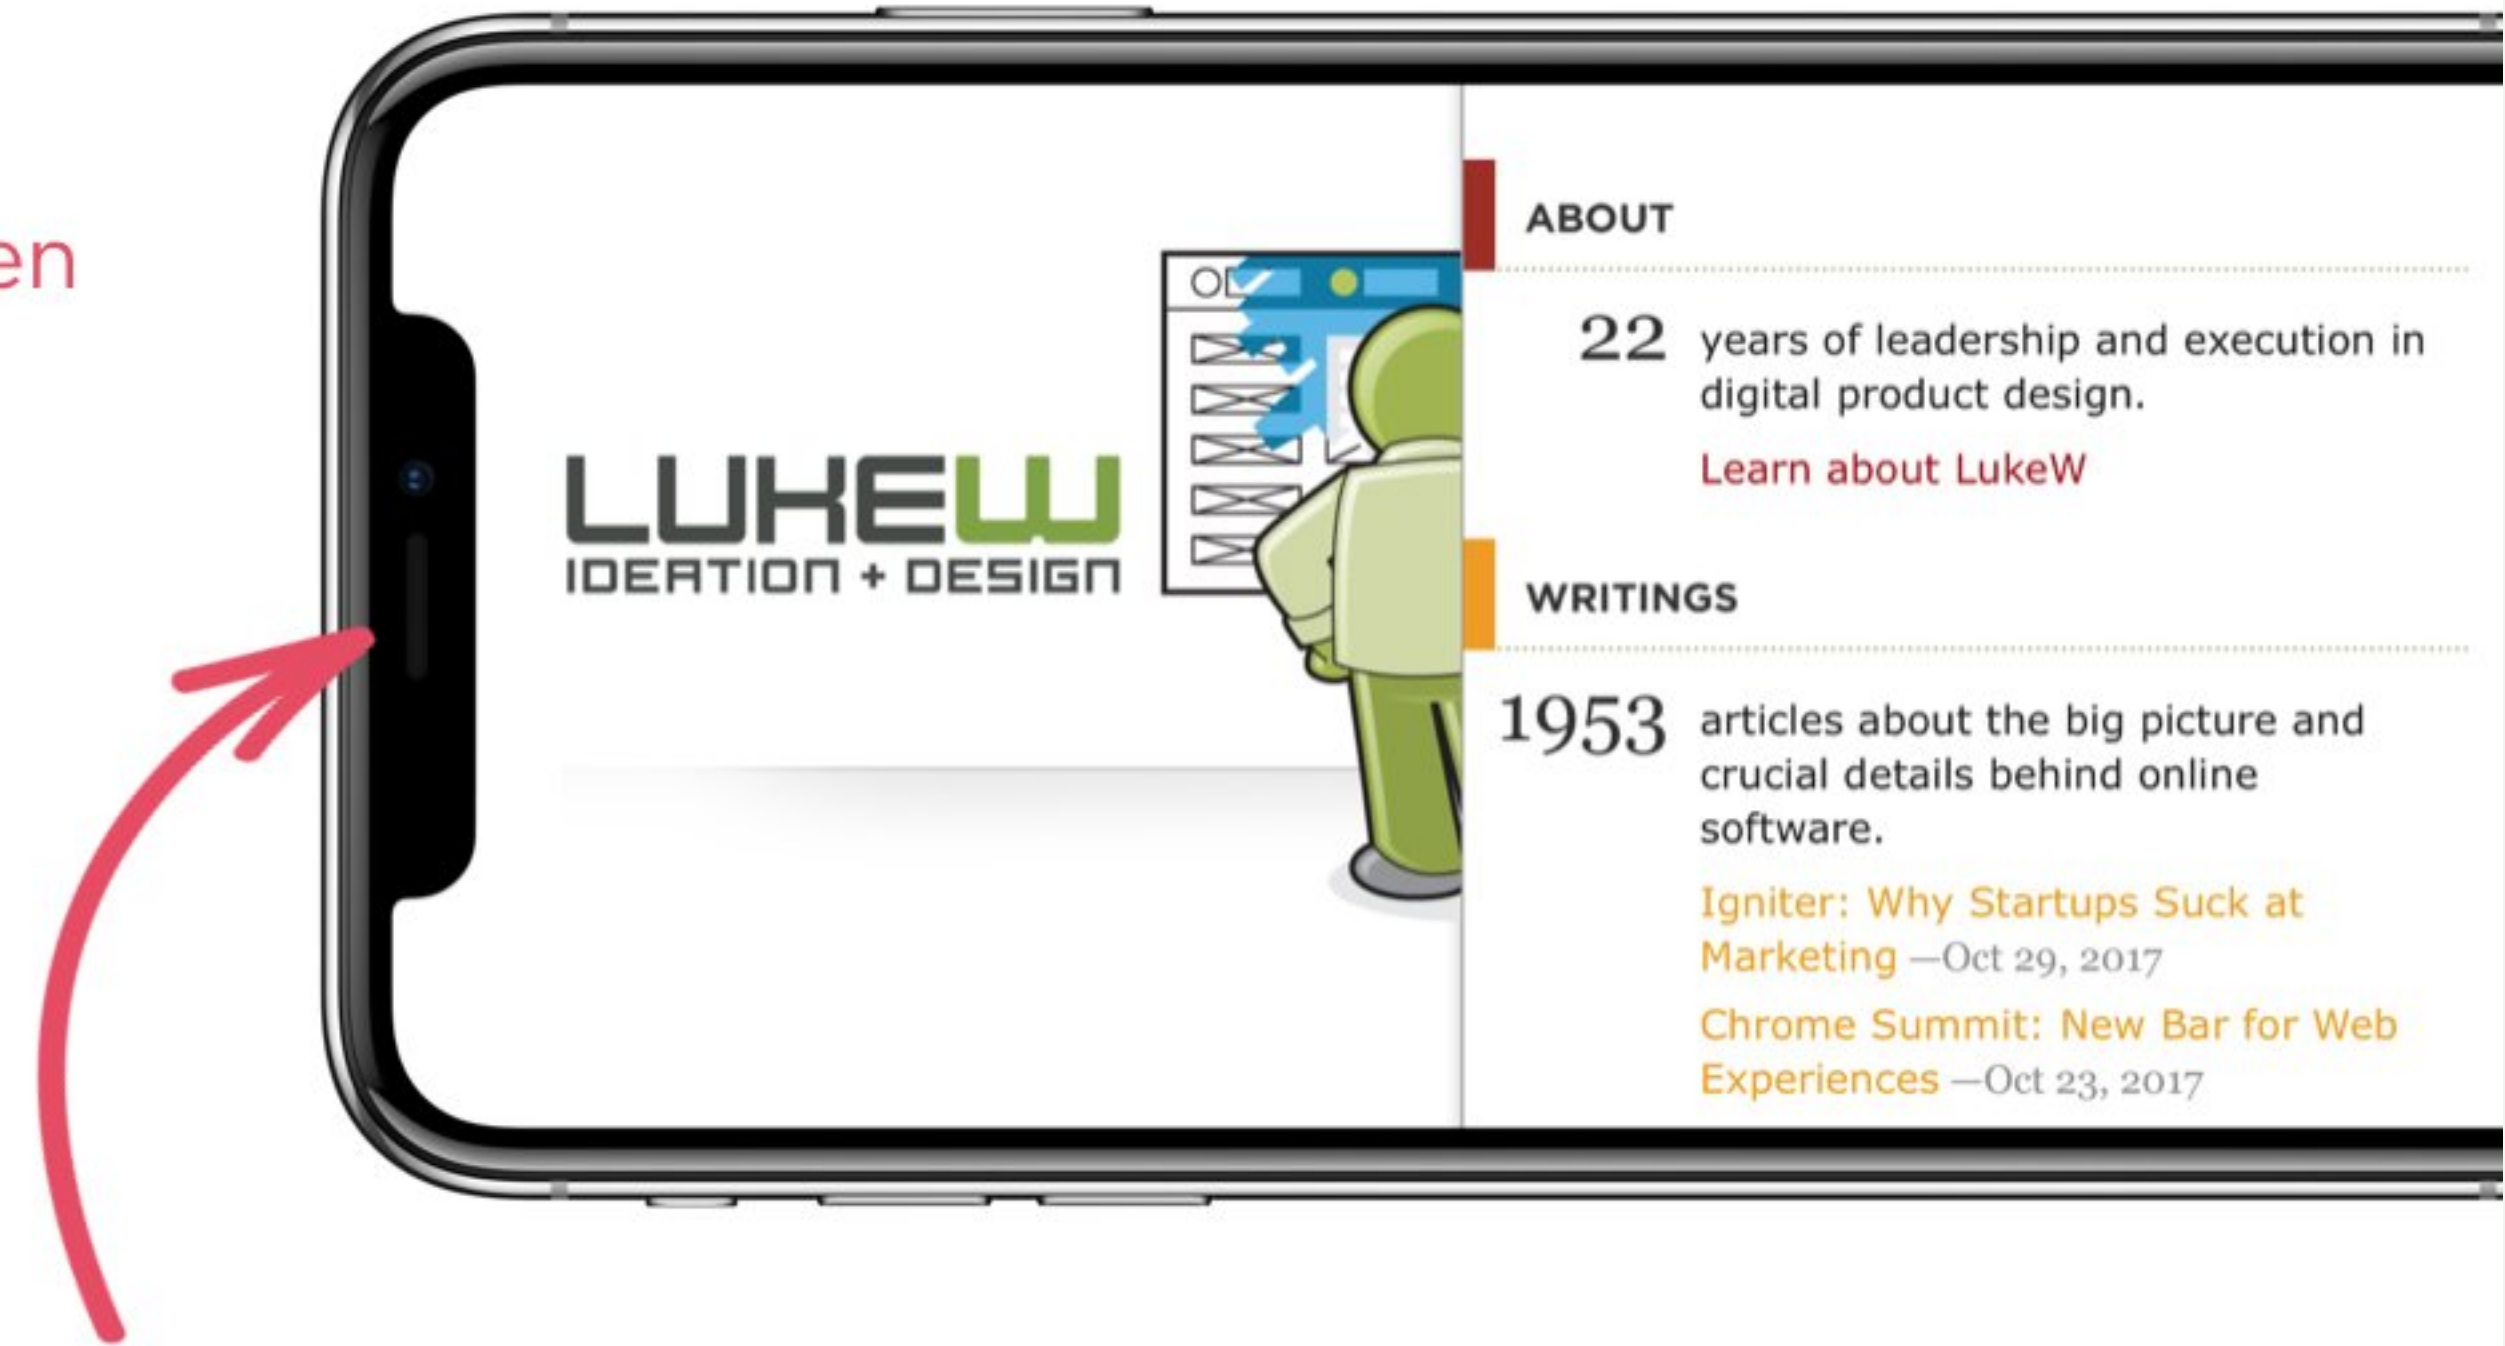 en
LUKEW
IDEATION + DESIGN
ABOUT
22 years of leadership and execution in
digital product design.
Learn about LukeW
WRITINGS
1953 articles about the big picture and
crucial details behind online
software.
Igniter: Why Startups Suck at
Marketing —Oct 29, 2017
Chrome Summit: New Bar for Web
Experiences —Oct 23, 2017